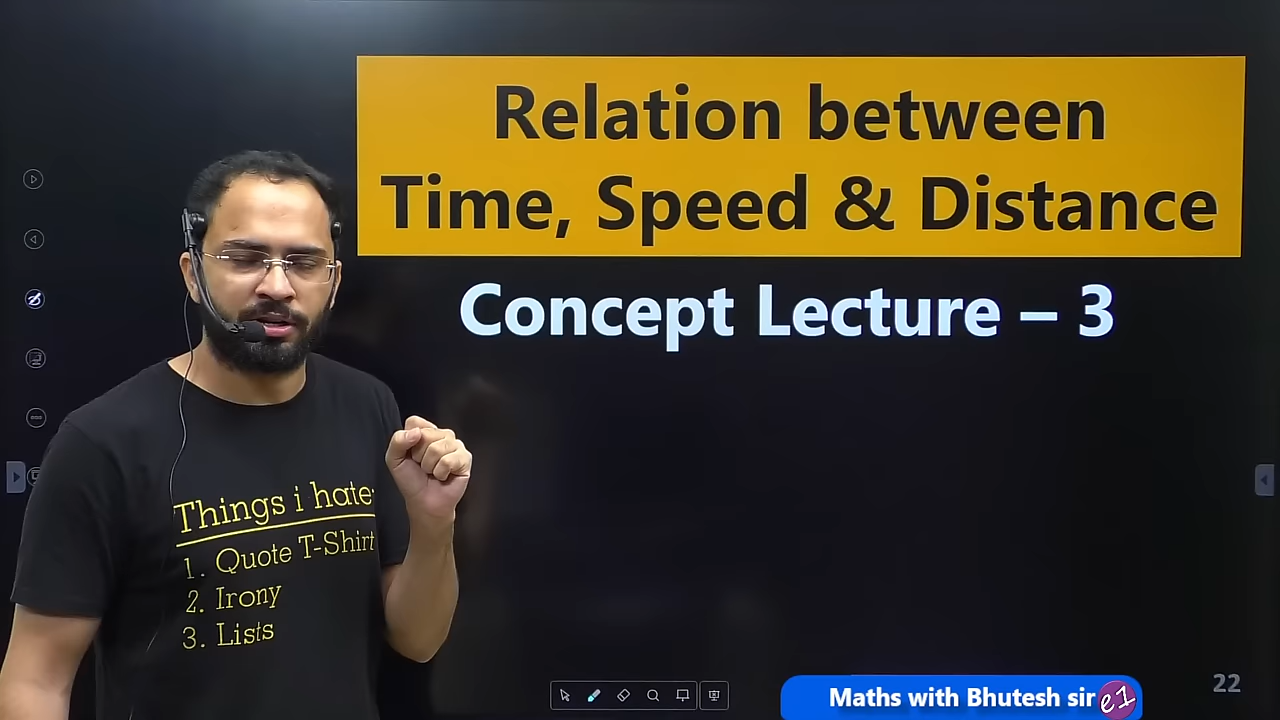 Relation between
Time, Speed & Distance
Concept Lecture – 3
Things i hate
1. Quote T-Shirt
2. Irony
3. Lists
Maths with Bhutesh sir e1
22